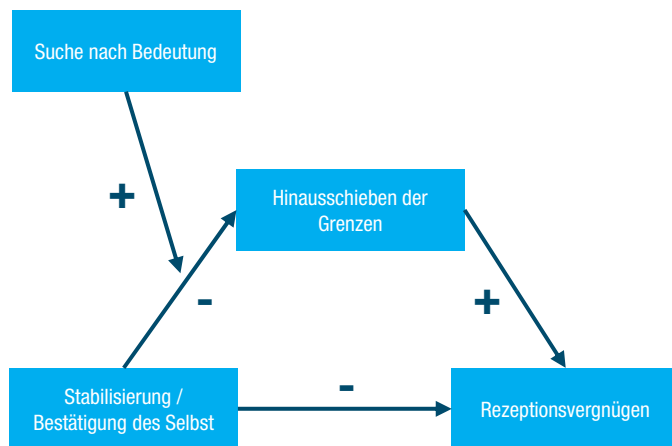 Suche nach Bedeutung
+
Hinausschieben der
Grenzen
-
+
Stabilisierung /
Bestätigung des Selbst
-
Rezeptionsvergnügen